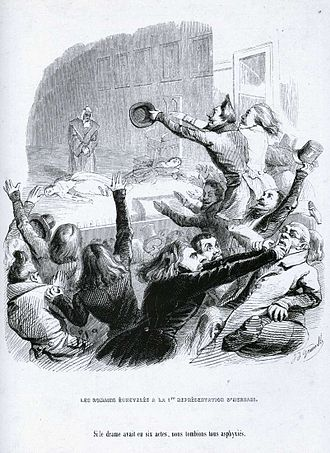 LES ROMAINS ÉCHEVELÉS A LA 1re REPRÉSENTATION D'HERNANI.
Si le drame avait eu six actes, nous tombions tous asphyxiés.